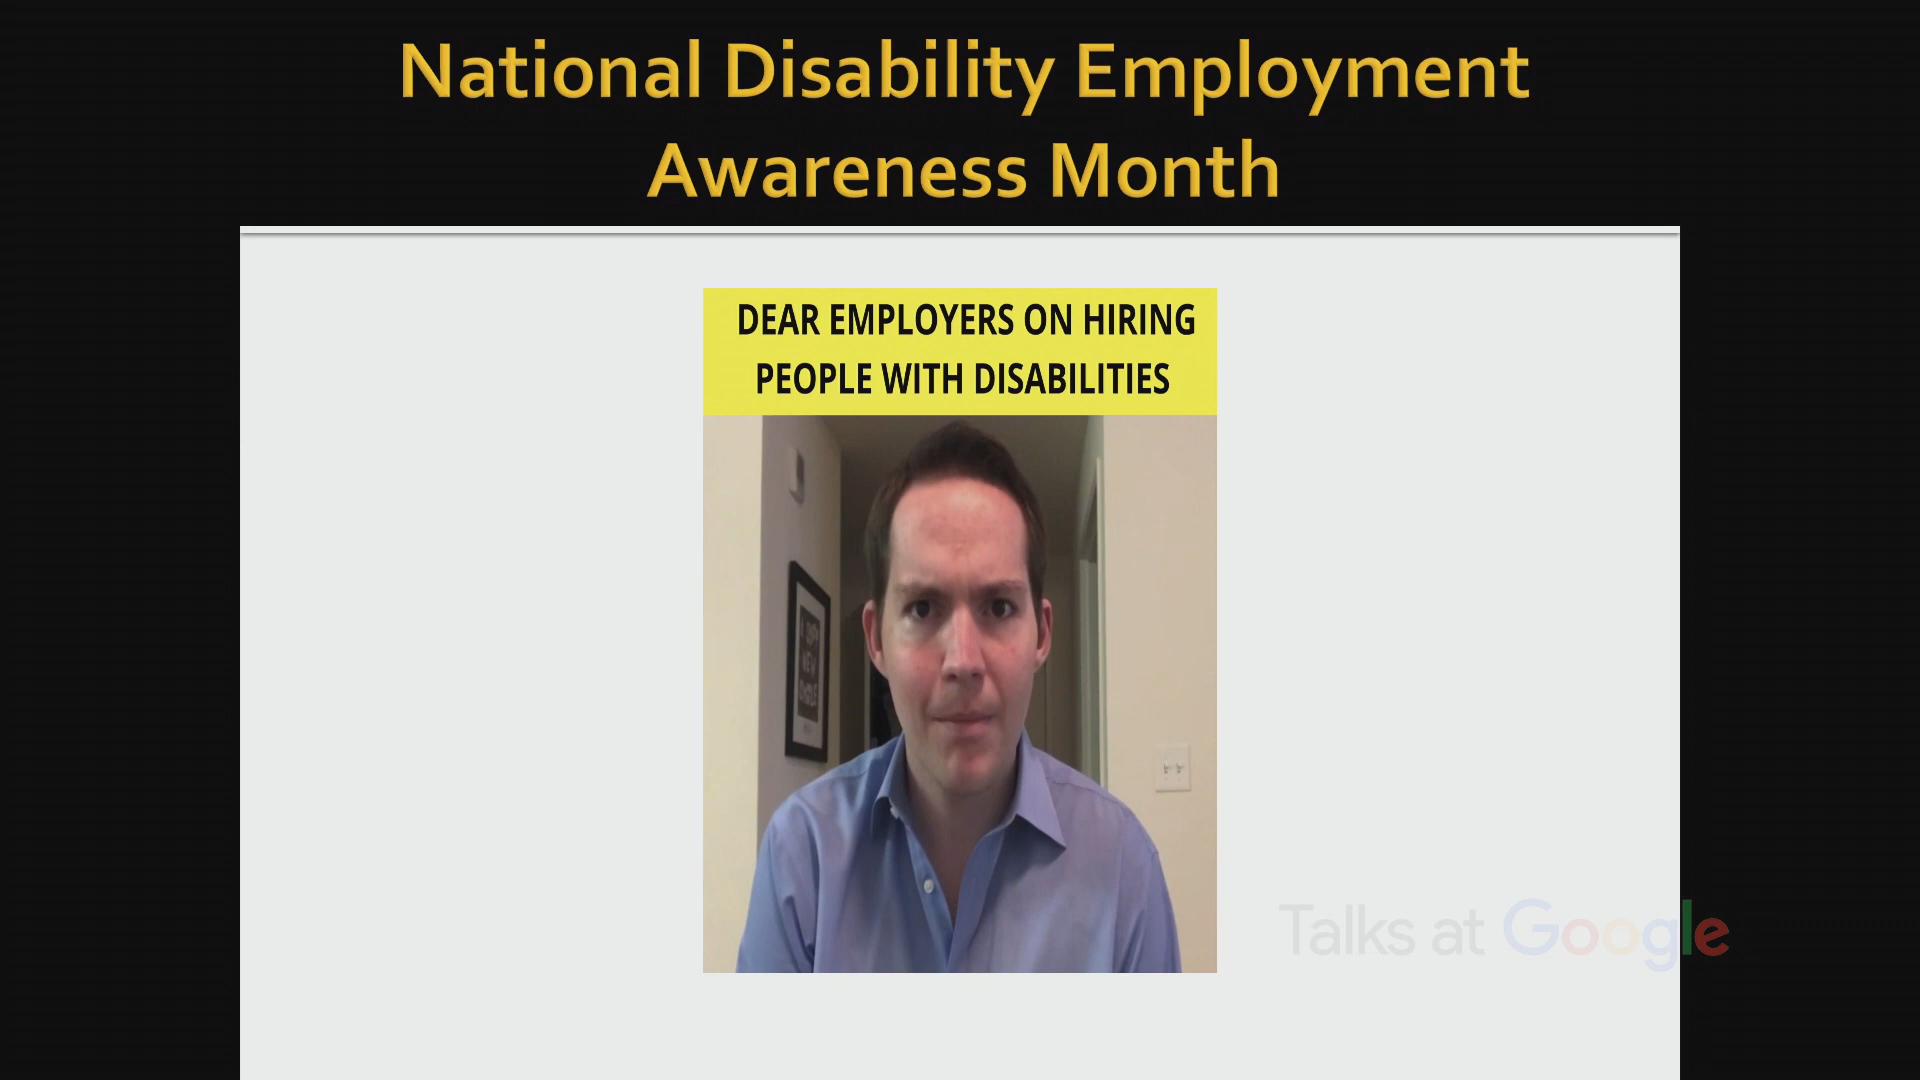 National Disability Employment
Awareness Month
DEAR EMPLOYERS ON HIRING
PEOPLE WITH DISABILITIES
Talks at Google